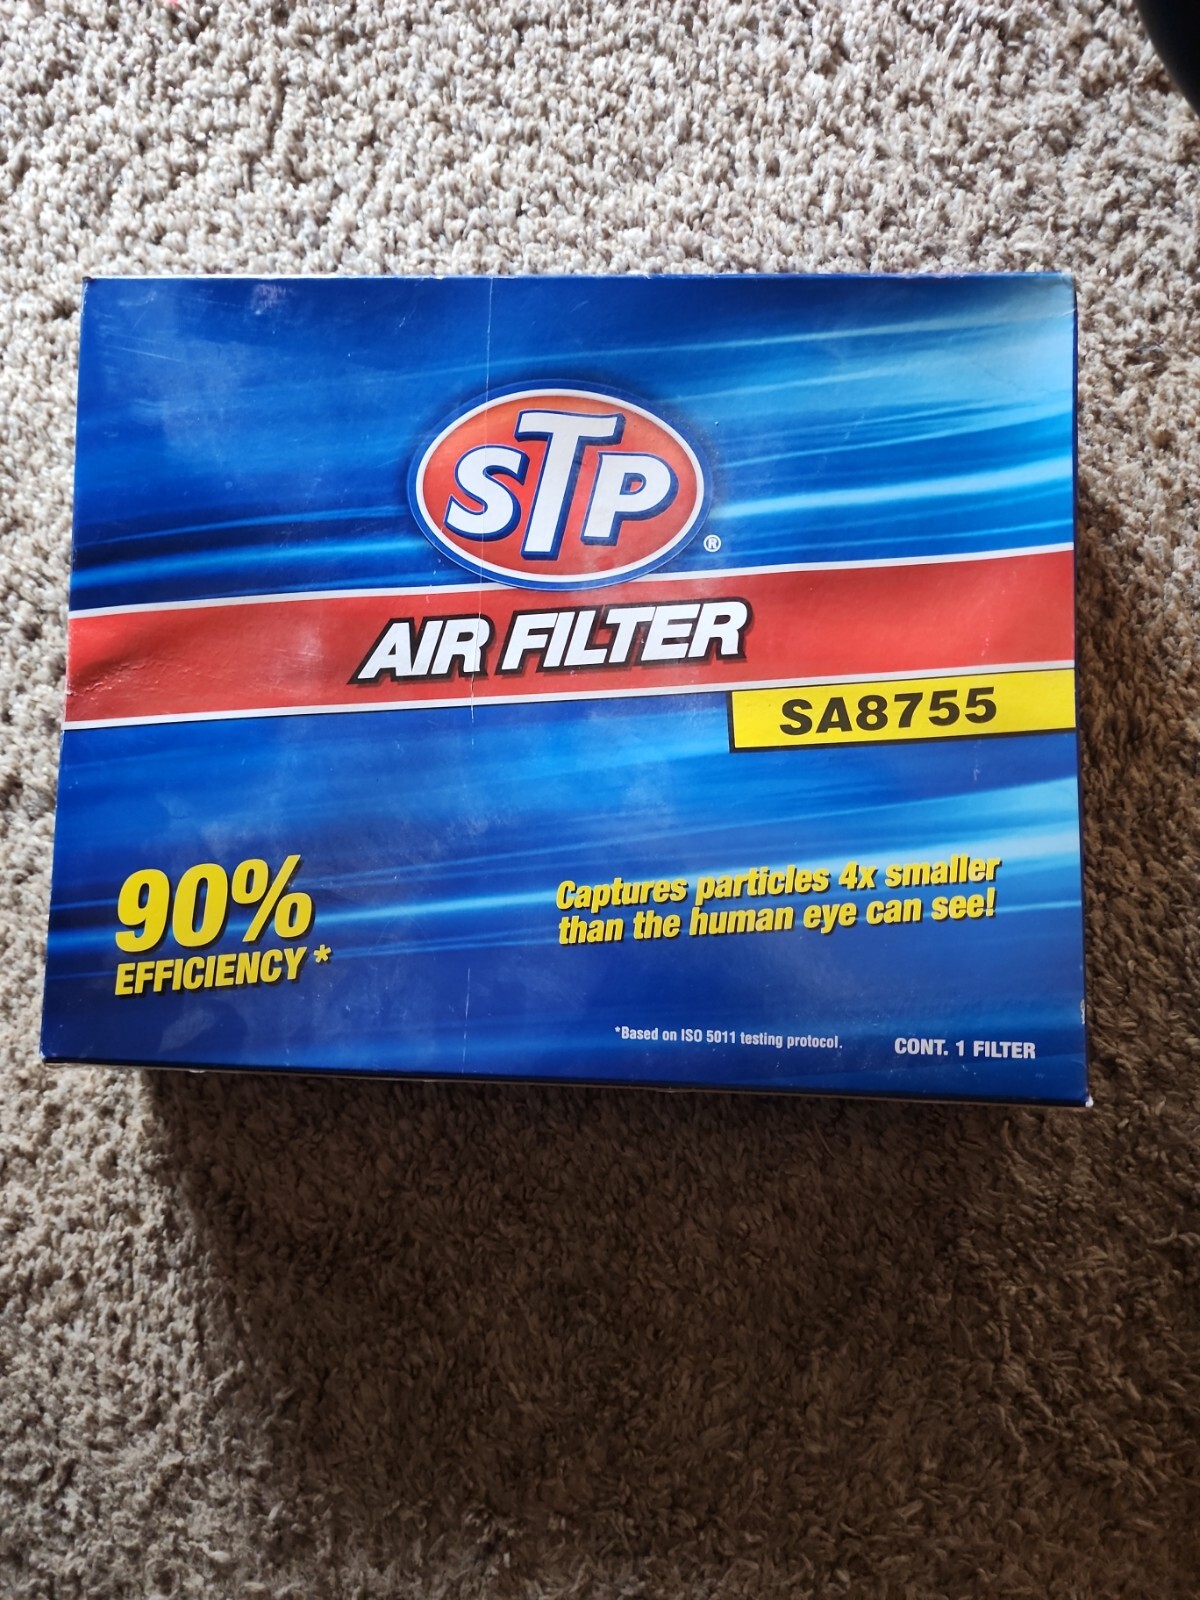 STP®
AIR FILTER
SA8755
90%
EFFICIENCY*
Captures particles 4x smaller
than the human eye can see!
*Based on ISO 5011 testing protocol.
CONT. 1 FILTER